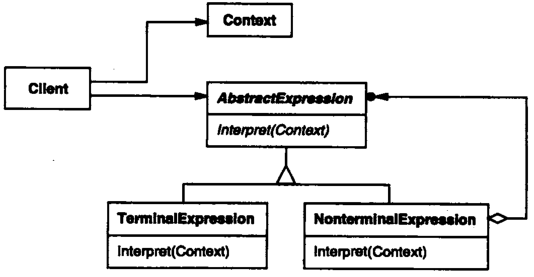 Context
Client
AbstractExpression
Interpret(Context)
TerminalExpression
Interpret(Context)
NonterminalExpression
Interpret(Context)